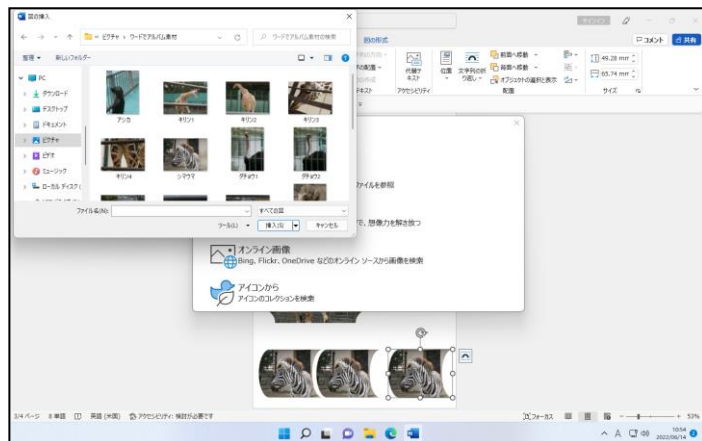 図の挿入
ピクチャ › ワードでアルバム素材
ワードでアルバム素材の検索
整理
新しいフォルダー
PC
ダウンロード
デスクトップ
ドキュメント
ピクチャ
ビデオ
ミュージック
ローカル ディスク (
アシカ
キリン1
キリン2
キリン3
キリン4
シマウマ
ダチョウ1
ダチョウ2
ファイル名(N):
すべての図
ツール(L)
挿入(S)
キャンセル
サインイン
図の形式
コメント
共有
代替テ
キスト
アクセシビリティ
位置
文字列の折
り返し
前面へ移動
背面へ移動
オブジェクトの選択と表示
配置
49.28 mm
65.74 mm
サイズ
ファイルを参照
で、想像力を解き放つ
オンライン画像
Bing、Flickr、OneDrive などのオンライン ソースから画像を検索
アイコンから
アイコンのコレクションを検索
3/4 ページ
8 単語
英語 (米国)
アクセシビリティ: 検討が必要です
フォーカス
53%
A
10:54
2022/06/14